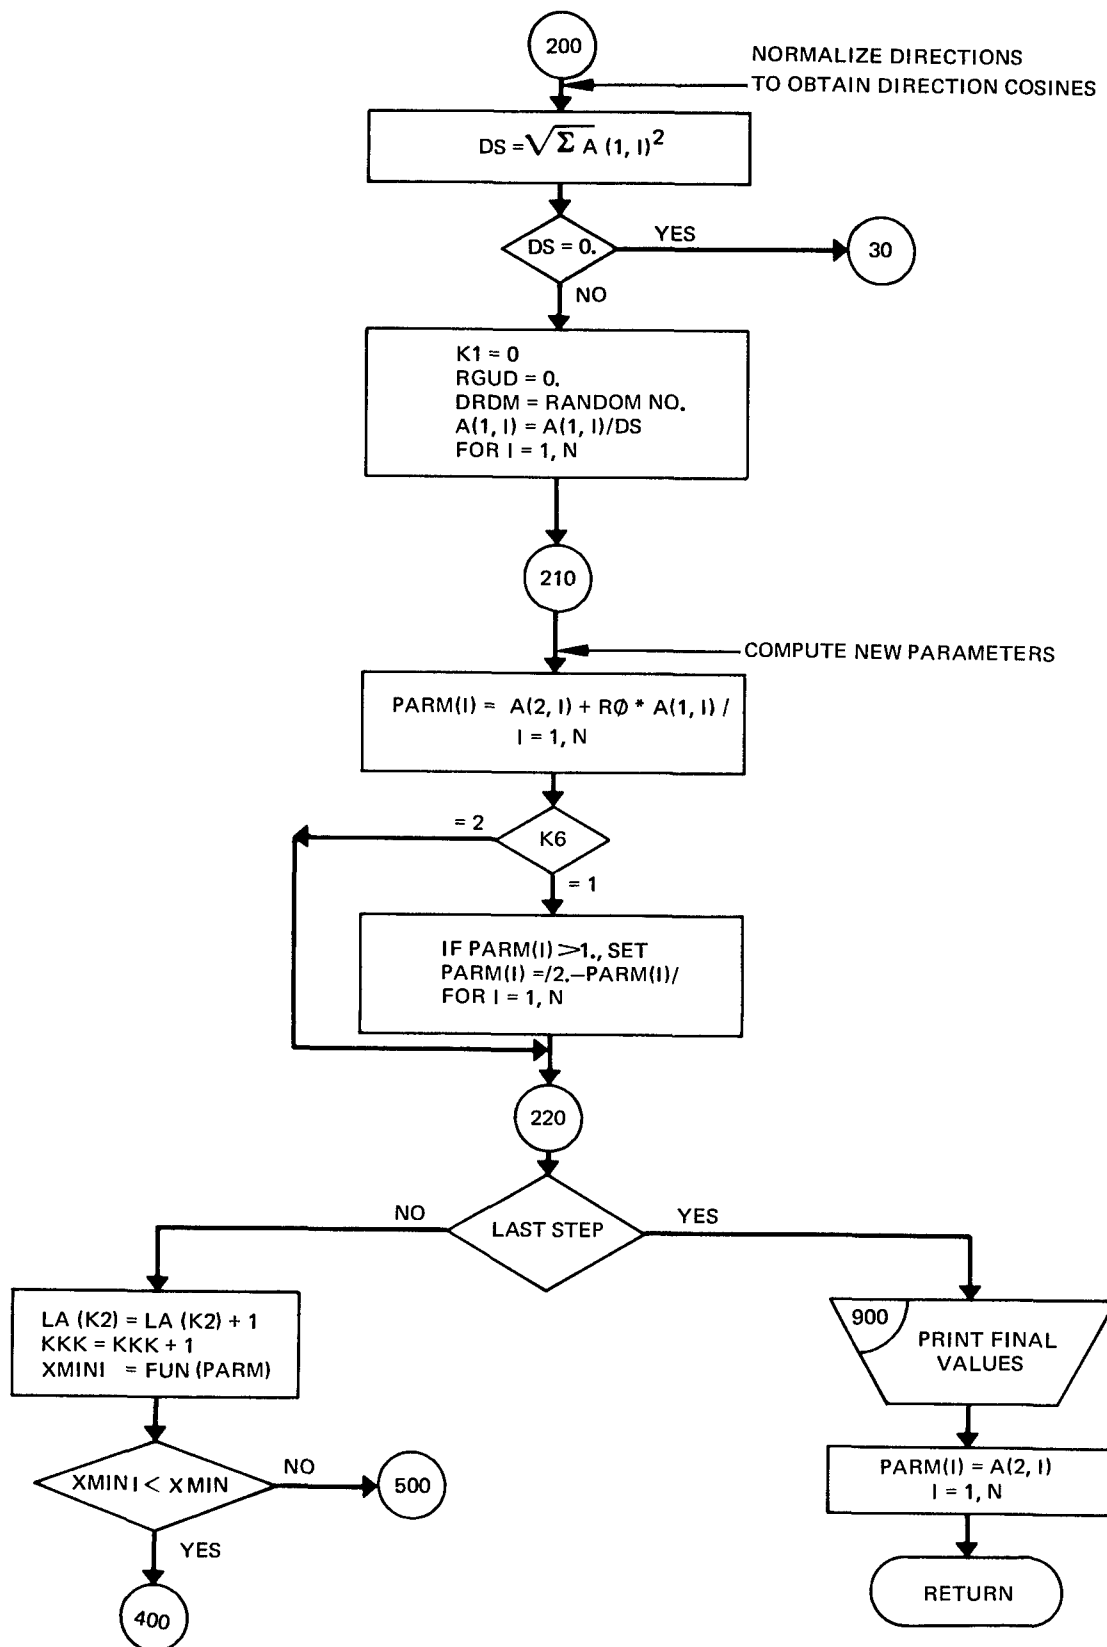 200
NORMALIZE DIRECTIONS
TO OBTAIN DIRECTION COSINES
DS = √Σ A (1, I)²
DS = 0.
YES
30
NO
K1 = 0
RGUD = 0.
DRDM = RANDOM NO.
A(1, I) = A(1, I)/DS
FOR I = 1, N
210
COMPUTE NEW PARAMETERS
PARM(I) = A(2, I) + RØ * A(1, I) /
I = 1, N
= 2
K6
= 1
IF PARM(I) >1., SET
PARM(I) =/2.–PARM(I)/
FOR I = 1, N
220
NO
LAST STEP
YES
LA (K2) = LA (K2) + 1
KKK = KKK + 1
XMINI = FUN (PARM)
900
PRINT FINAL
VALUES
XMINI < XMIN
NO
500
PARM(I) = A(2, I)
I = 1, N
YES
RETURN
400